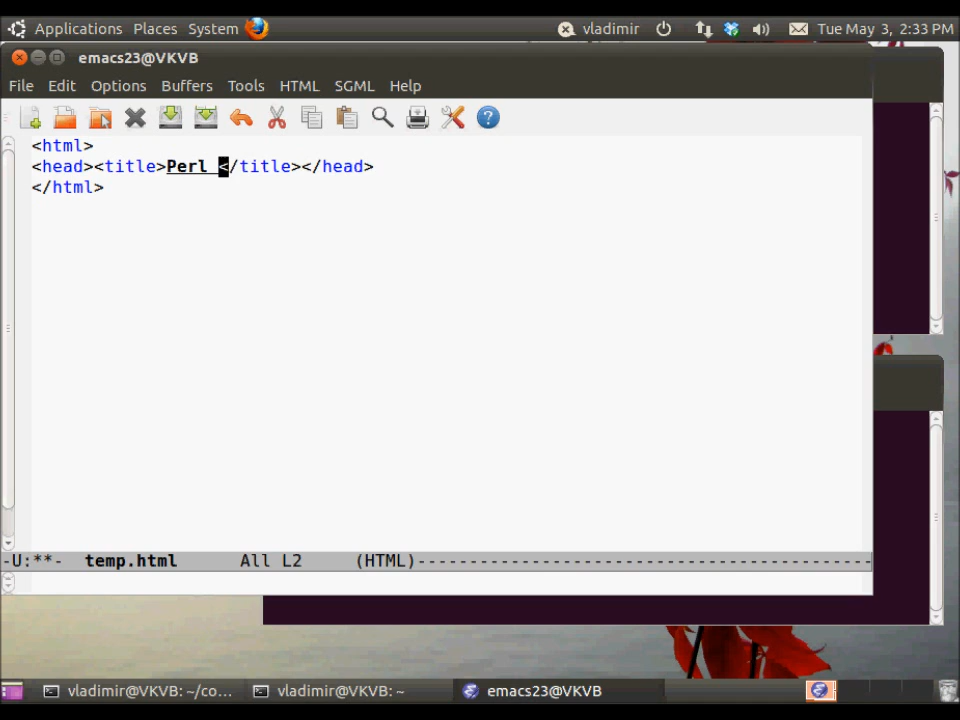 Applications Places System vladimir Tue May 3, 2:33 PM
emacs23@VKVB
File Edit Options Buffers Tools HTML SGML Help
<html>
<head><title>Perl </title></head>
</html>
-U:**- temp.html All L2 (HTML)--------------------------------------------
vladimir@VKVB: ~/co... vladimir@VKVB: ~ emacs23@VKVB